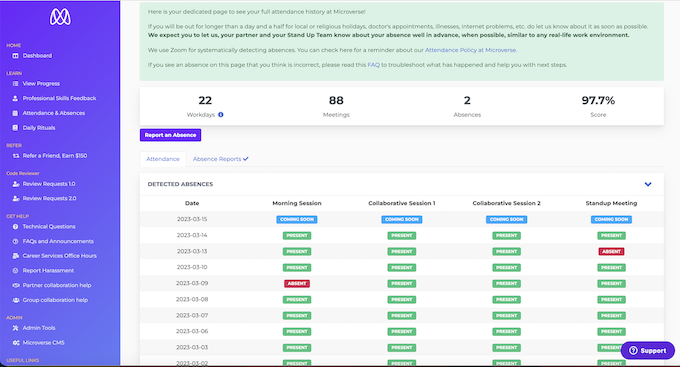 Here is your dedicated page to see your full attendance history at Microverse!
If you will be out for longer than a day and a half for local or religious holidays, doctor's appointments, illnesses, Internet problems, etc. do let us know about it as soon as possible.
We expect you to let us, your partner and your Stand Up Team know about your absence well in advance, when possible, similar to any real-life work environment.
We use Zoom for systematically detecting absences. You can check here for a reminder about our Attendance Policy at Microverse.
If you see an absence on this page that you think is incorrect, please read this FAQ to troubleshoot what has happened and help you with next steps.
HOME
Dashboard
LEARN
View Progress
Professional Skills Feedback
Attendance & Absences
Daily Rituals
REFER
Refer a Friend, Earn $150
Code Reviewer
Review Requests 1.0
Review Requests 2.0
GET HELP
Technical Questions
FAQs and Announcements
Career Services Office Hours
Report Harassment
Partner collaboration help
Group collaboration help
ADMIN
Admin Tools
Microverse CMS
USEFUL LINKS
22 88 2 97.7%
Workdays Meetings Absences Score
Report an Absence
Attendance Absence Reports
DETECTED ABSENCES
Date Morning Session Collaborative Session 1 Collaborative Session 2 Standup Meeting
2023-03-15 COMING SOON COMING SOON COMING SOON COMING SOON
2023-03-14 PRESENT PRESENT PRESENT PRESENT
2023-03-13 PRESENT PRESENT PRESENT ABSENT
2023-03-10 PRESENT PRESENT PRESENT PRESENT
2023-03-09 ABSENT PRESENT PRESENT PRESENT
2023-03-08 PRESENT PRESENT PRESENT PRESENT
2023-03-07 PRESENT PRESENT PRESENT PRESENT
2023-03-06 PRESENT PRESENT PRESENT PRESENT
2023-03-03 PRESENT PRESENT PRESENT PRESENT
2023-03-02 PRESENT PRESENT PRESENT PRESENT
Support